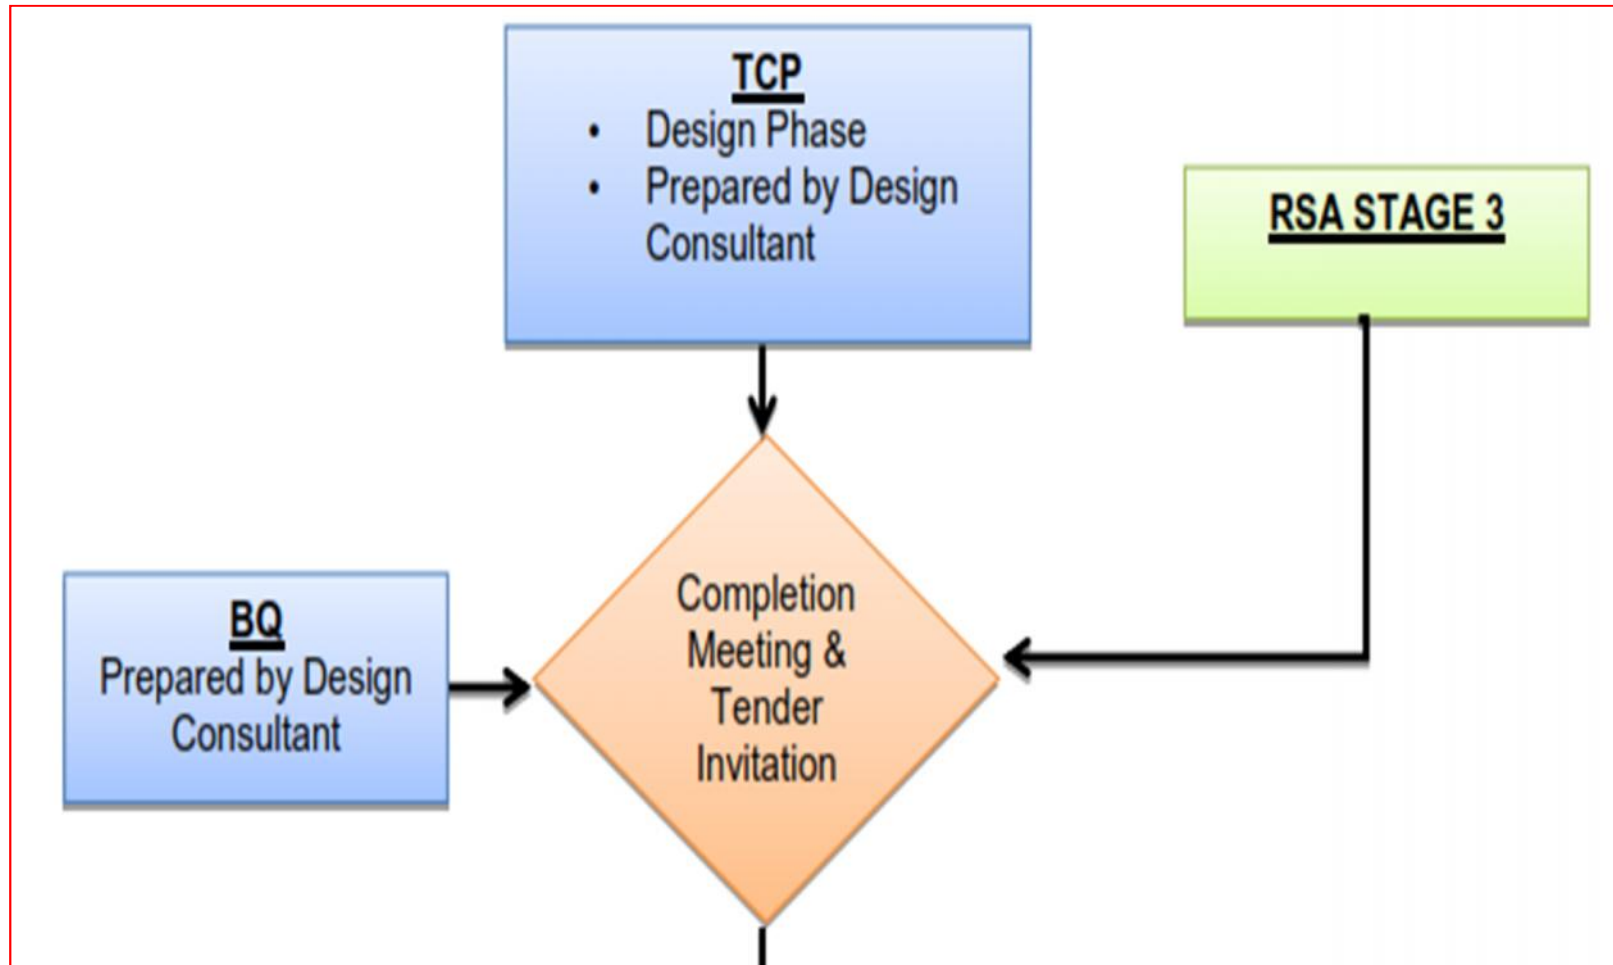 TCP
• Design Phase
• Prepared by Design
Consultant
RSA STAGE 3
BQ
Prepared by Design
Consultant
Completion
Meeting &
Tender
Invitation